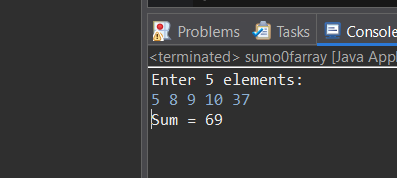 Problems Tasks Console
<terminated> sumo0farray [Java Appl
Enter 5 elements:
5 8 9 10 37
Sum = 69